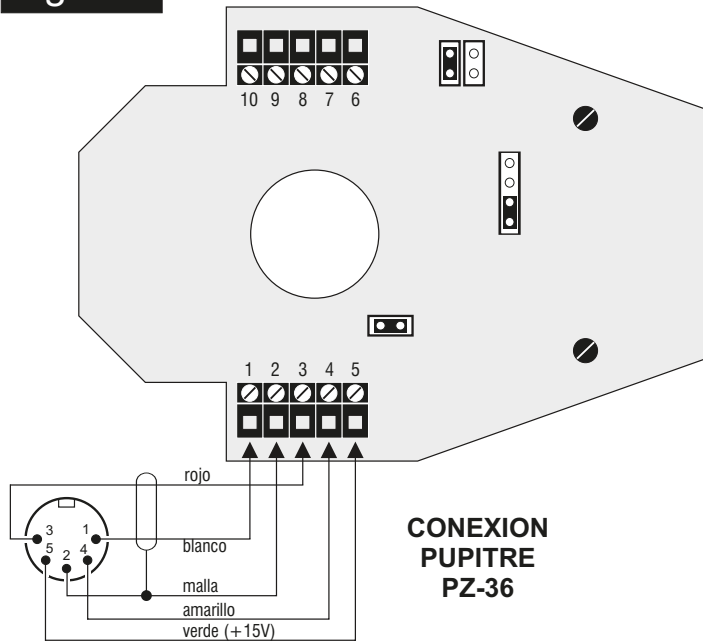 10 9 8 7 6
1 2 3 4 5
rojo
3 1
blanco
5 2 4
malla
amarillo
verde (+15V)
CONEXION
PUPITRE
PZ-36